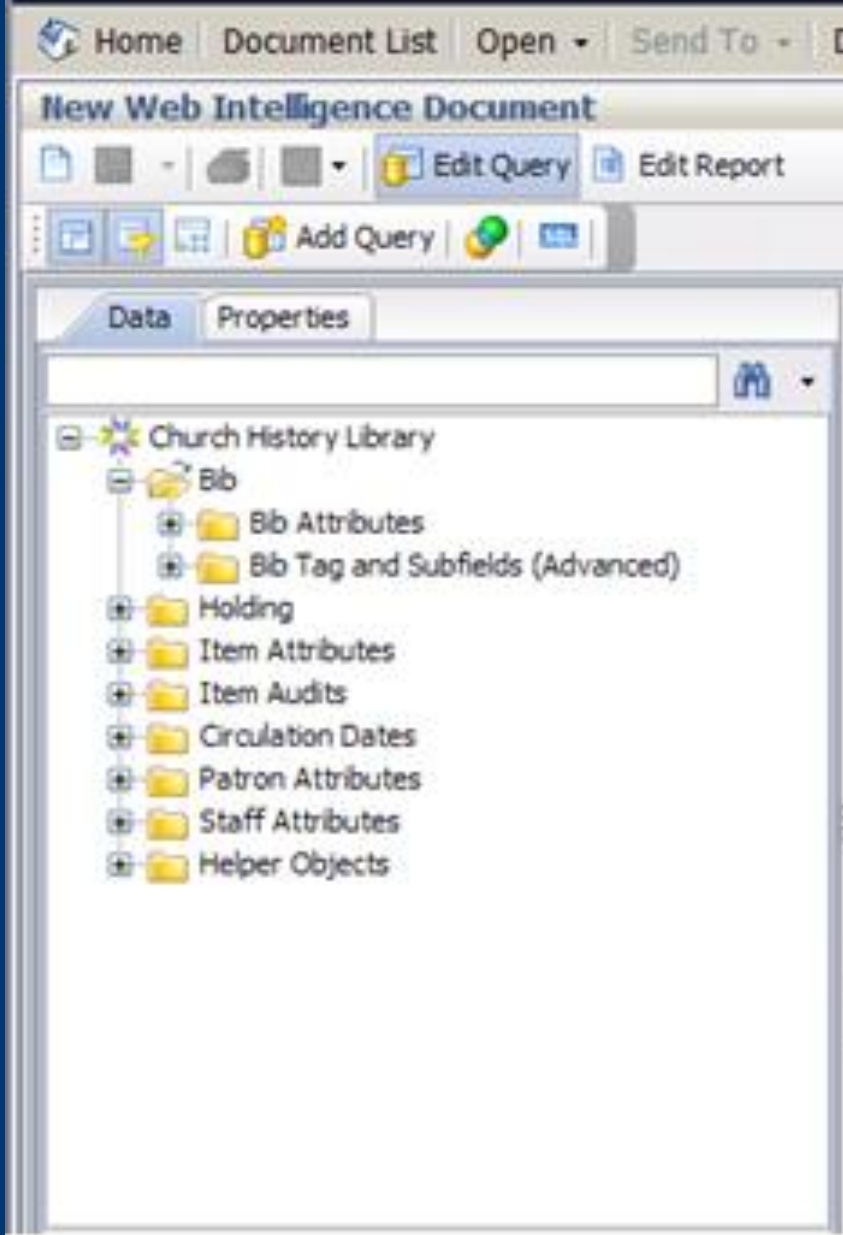 Home Document List Open Send To
New Web Intelligence Document
Edit Query Edit Report
Add Query SQL
Data Properties
Church History Library
Bib
Bib Attributes
Bib Tag and Subfields (Advanced)
Holding
Item Attributes
Item Audits
Circulation Dates
Patron Attributes
Staff Attributes
Helper Objects